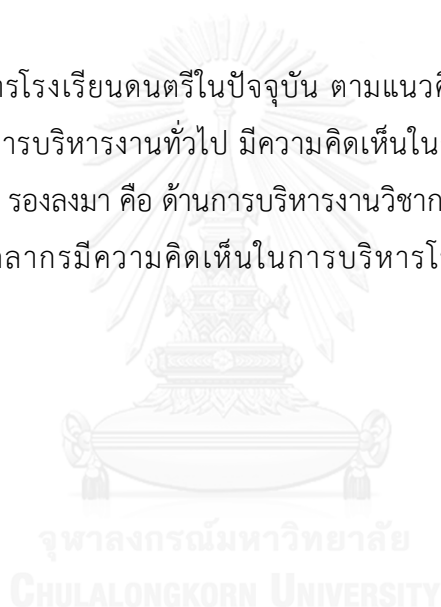 ารโรงเรียนดนตรีในปัจจุบัน ตามแนวคิ
ารบริหารงานทั่วไป มีความคิดเห็นใน
รองลงมา คือ ด้านการบริหารงานวิชาก
ลากรมีความคิดเห็นในการบริหารโ
จุฬาลงกรณ์มหาวิทยาลัย
CHULALONGKORN UNIVERSITY